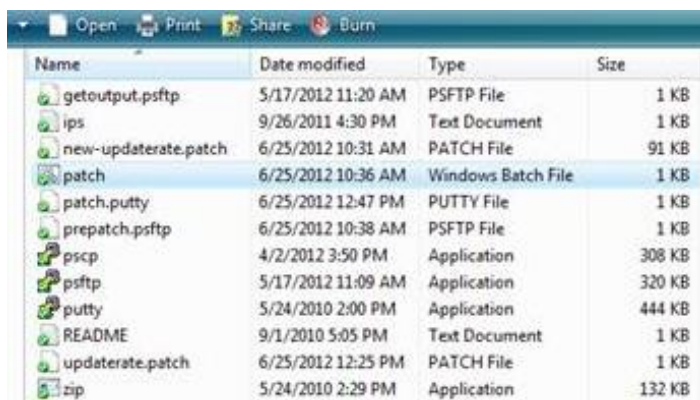 Open Print Share Burn
Name Date modified Type Size
getoutput.psftp 5/17/2012 11:20 AM PSFTP File 1 KB
ips 9/26/2011 4:30 PM Text Document 1 KB
new-updaterate.patch 6/25/2012 10:31 AM PATCH File 91 KB
patch 6/25/2012 10:36 AM Windows Batch File 1 KB
patch.putty 6/25/2012 12:47 PM PUTTY File 1 KB
prepatch.psftp 6/25/2012 10:38 AM PSFTP File 1 KB
pscp 4/2/2012 3:50 PM Application 308 KB
psftp 5/17/2012 11:09 AM Application 320 KB
putty 5/24/2010 2:00 PM Application 444 KB
README 9/1/2010 5:05 PM Text Document 1 KB
updaterate.patch 6/25/2012 12:25 PM PATCH File 1 KB
zip 5/24/2010 2:29 PM Application 132 KB